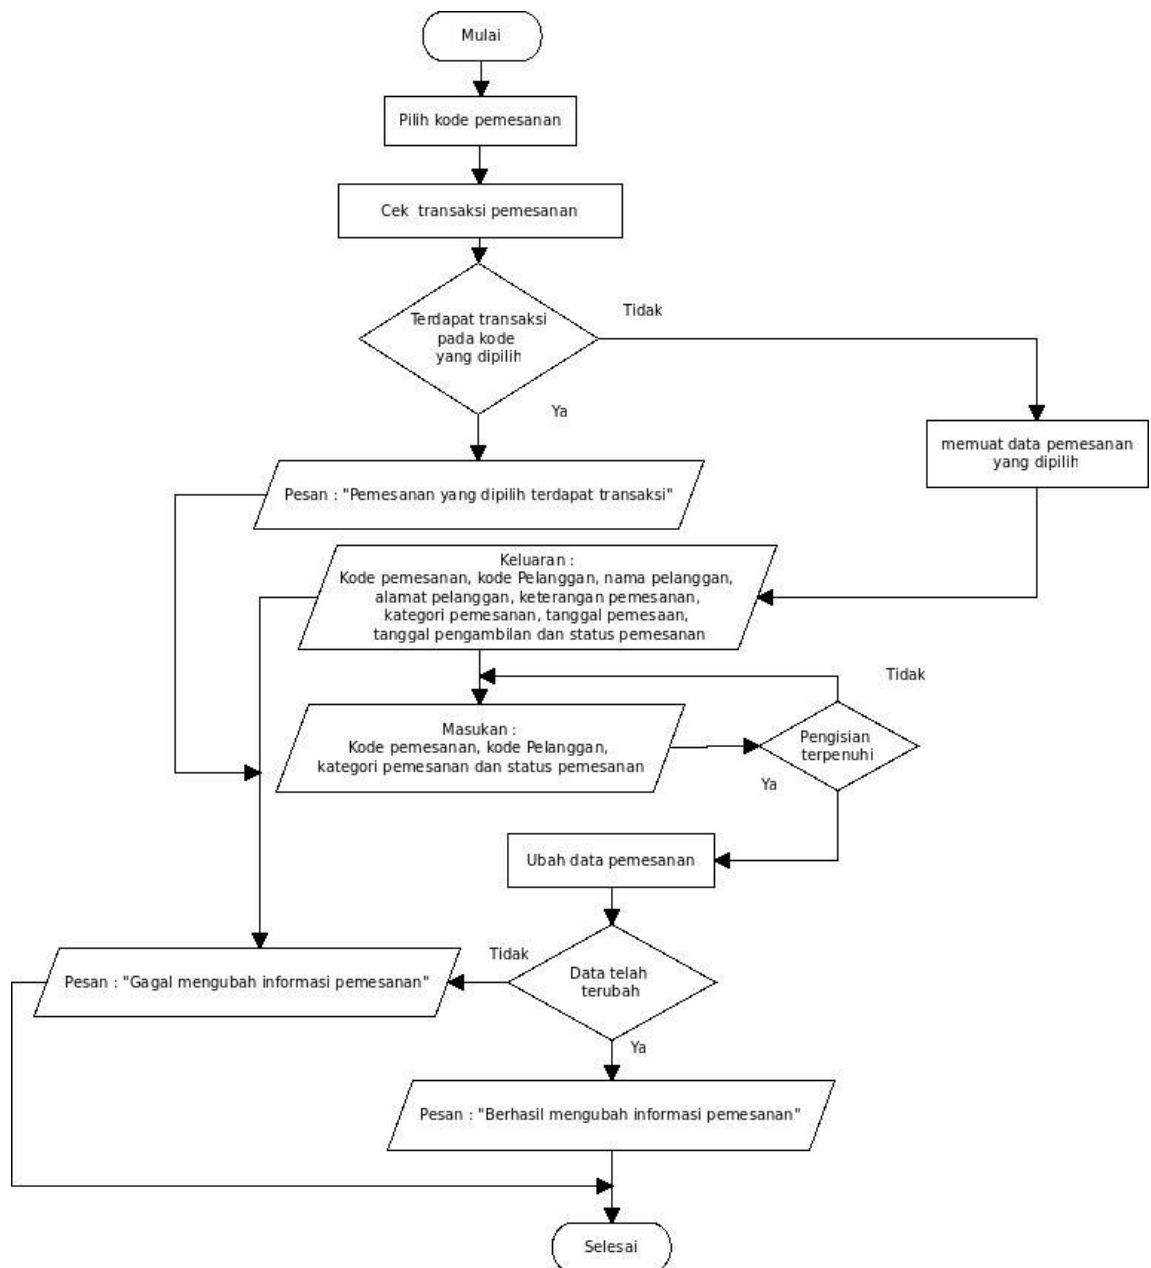 Mulai
Pilih kode pemesanan
Cek  transaksi pemesanan
Terdapat transaksi
pada kode
yang dipilih
Tidak
Ya
memuat data pemesanan
yang dipilih
Pesan : "Pemesanan yang dipilih terdapat transaksi"
Keluaran :
Kode pemesanan, kode Pelanggan, nama pelanggan,
alamat pelanggan, keterangan pemesanan,
kategori pemesanan, tanggal pemesaan,
tanggal pengambilan dan status pemesanan
Tidak
Masukan :
Kode pemesanan, kode Pelanggan,
kategori pemesanan dan status pemesanan
Pengisian
terpenuhi
Ya
Ubah data pemesanan
Tidak
Data telah
terubah
Pesan : "Gagal mengubah informasi pemesanan"
Ya
Pesan : "Berhasil mengubah informasi pemesanan"
Selesai